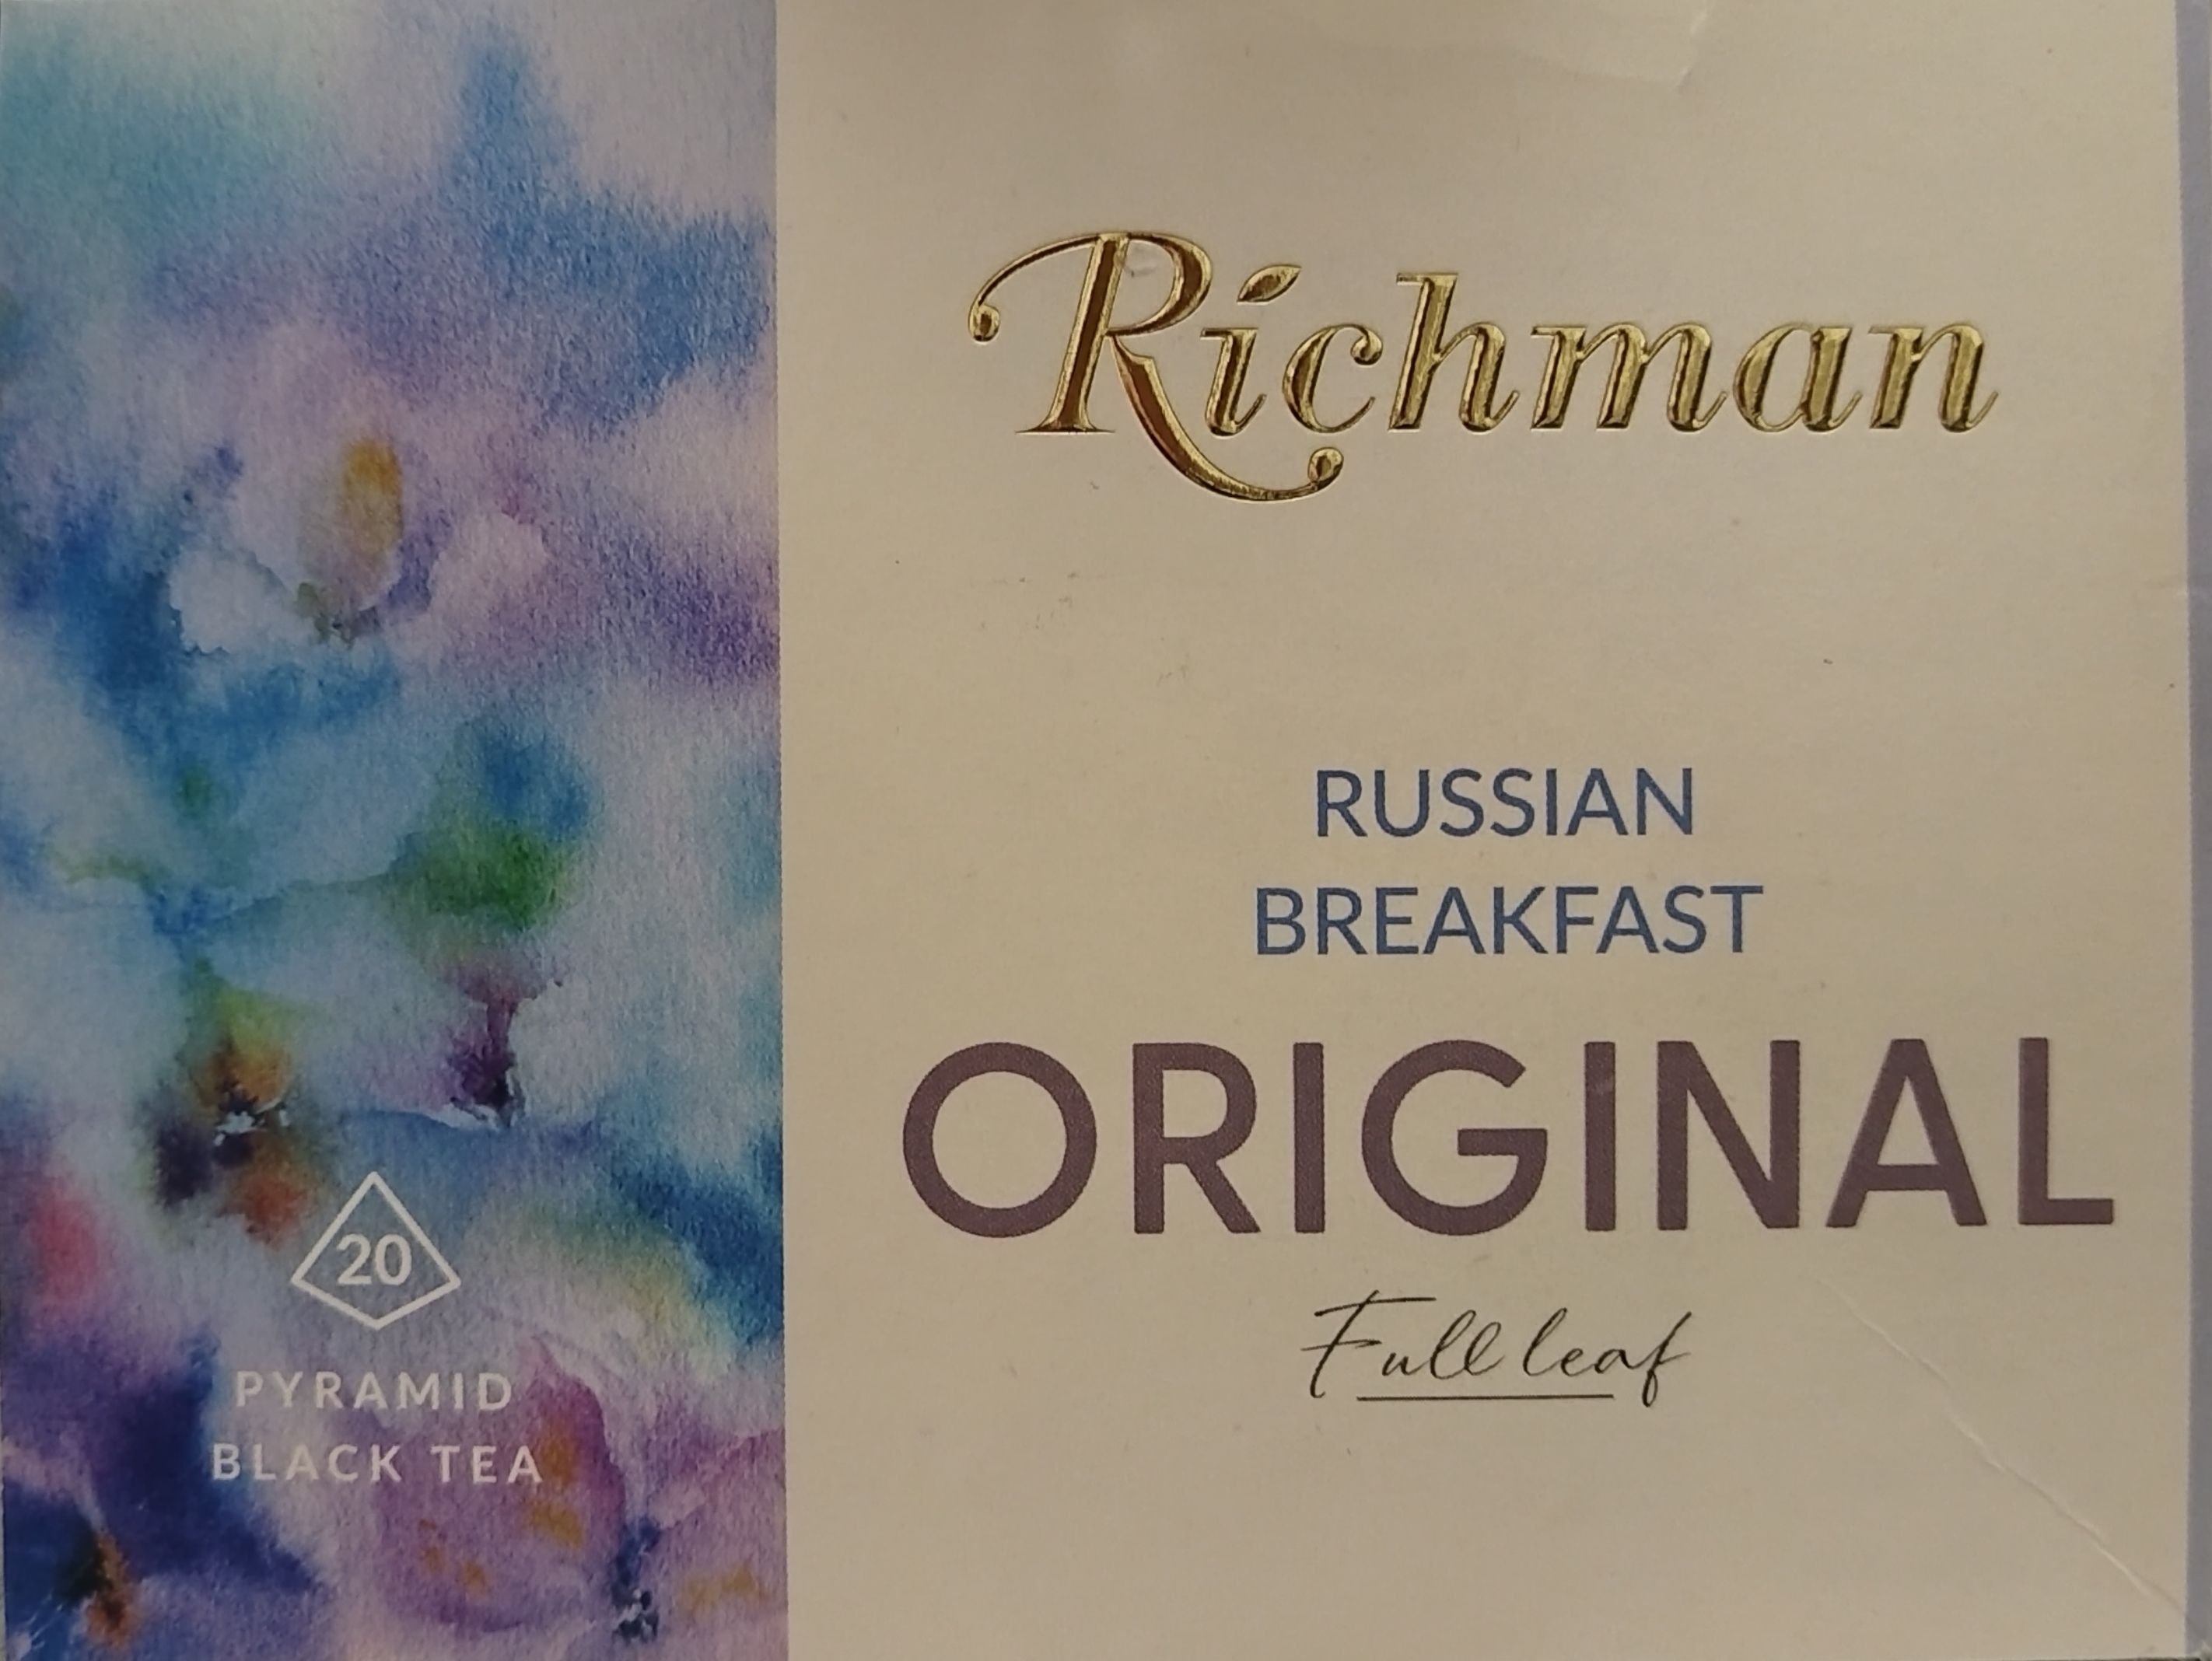 Richman
RUSSIAN
BREAKFAST
ORIGINAL
Full leaf
20
PYRAMID
BLACK TEA